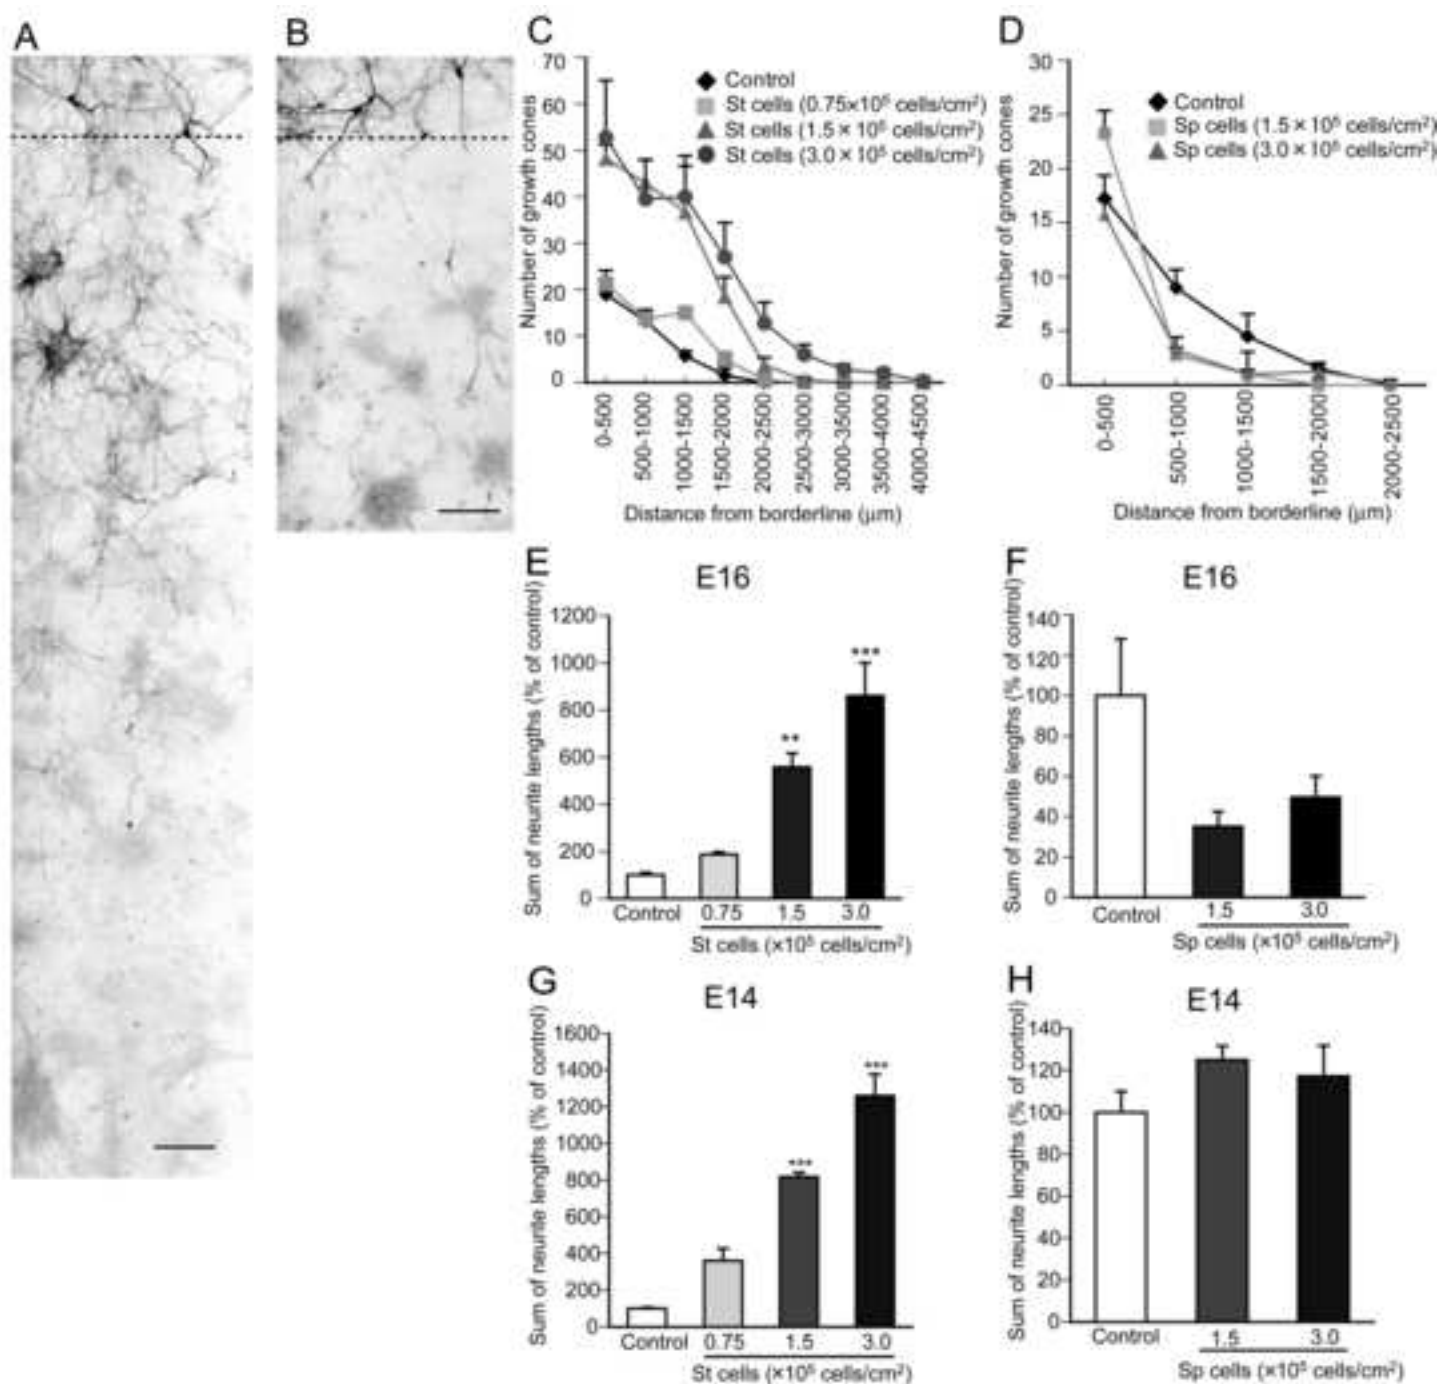 A
B
C
70
60
50
40
30
20
10
0
Number of growth cones
Control
St cells (0.75×10⁵ cells/cm²)
St cells (1.5×10⁵ cells/cm²)
St cells (3.0×10⁵ cells/cm²)
0-500
500-1000
1000-1500
1500-2000
2000-2500
2500-3000
3000-3500
3500-4000
4000-4500
Distance from borderline (μm)
D
30
25
20
15
10
5
0
Number of growth cones
Control
Sp cells (1.5×10⁵ cells/cm²)
Sp cells (3.0×10⁵ cells/cm²)
0-500
500-1000
1000-1500
1500-2000
2000-2500
Distance from borderline (μm)
E
E16
Sum of neurite lengths (% of control)
1200
1000
800
600
400
200
0
**
***
Control
0.75
1.5
3.0
St cells (×10⁵ cells/cm²)
F
E16
Sum of neurite lengths (% of control)
140
120
100
80
60
40
20
0
Control
1.5
3.0
Sp cells (×10⁵ cells/cm²)
G
E14
Sum of neurite lengths (% of control)
1600
1400
1200
1000
800
600
400
200
0
***
***
Control
0.75
1.5
3.0
St cells (×10⁵ cells/cm²)
H
E14
Sum of neurite lengths (% of control)
140
120
100
80
60
40
20
0
Control
1.5
3.0
Sp cells (×10⁵ cells/cm²)